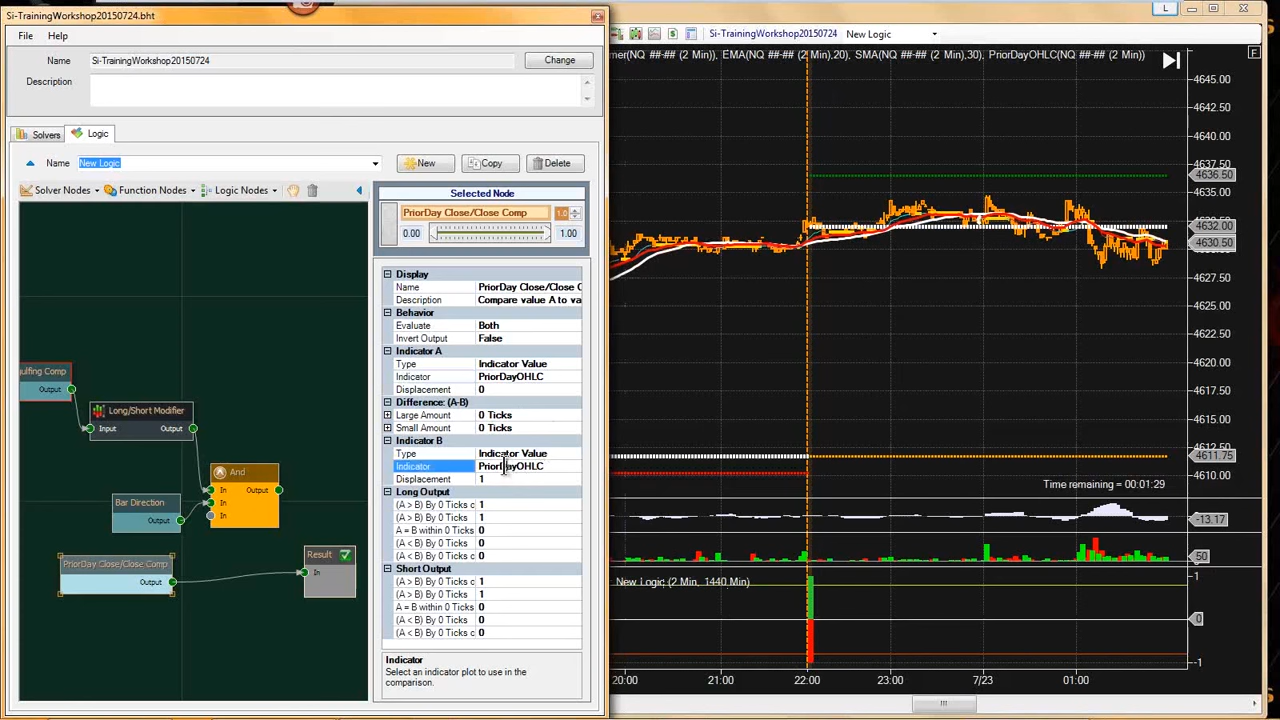 Si-TrainingWorkshop20150724.bht
File Help
Name Si-TrainingWorkshop20150724 Change
Description
Solvers Logic
Name New Logic New Copy Delete
Solver Nodes Function Nodes Logic Nodes
Selected Node
PriorDay Close/Close Comp 1.0
0.00 1.00
Display
Name PriorDay Close/Close C
Description Compare value A to va
Behavior
Evaluate Both
Invert Output False
Indicator A
Type Indicator Value
Indicator PriorDayOHLC
Displacement 0
Difference: (A-B)
Large Amount 0 Ticks
Small Amount 0 Ticks
Indicator B
Type Indicator Value
Indicator PriorDayOHLC
Displacement 1
Long Output
(A > B) By 0 Ticks c 1
(A > B) By 0 Ticks 1
A = B within 0 Ticks 0
(A < B) By 0 Ticks 0
(A < B) By 0 Ticks c 0
Short Output
(A > B) By 0 Ticks c 1
(A > B) By 0 Ticks 1
A = B within 0 Ticks 0
(A < B) By 0 Ticks 0
(A < B) By 0 Ticks c 0
Indicator
Select an indicator plot to use in the
comparison.
ulfing Comp
Output
Long/Short Modifier
Input Output
And
In Output
In
In
Bar Direction
Output
PriorDay Close/Close Comp
Output
Result
In
L
Si-TrainingWorkshop20150724 New Logic
mer(NQ ##-## (2 Min)), EMA(NQ ##-## (2 Min),20), SMA(NQ ##-## (2 Min),30), PriorDayOHLC(NQ ##-## (2 Min))
F
4645.00
4642.50
4640.00
4637.50
4636.50
4635.00
4632.00
4630.50
4627.50
4625.00
4622.50
4620.00
4617.50
4615.00
4611.75
4610.00
Time remaining = 00:01:29
-13.17
50
New Logic (2 Min, 1440 Min)
1
0
-1
20:00 21:00 22:00 23:00 7/23 01:00